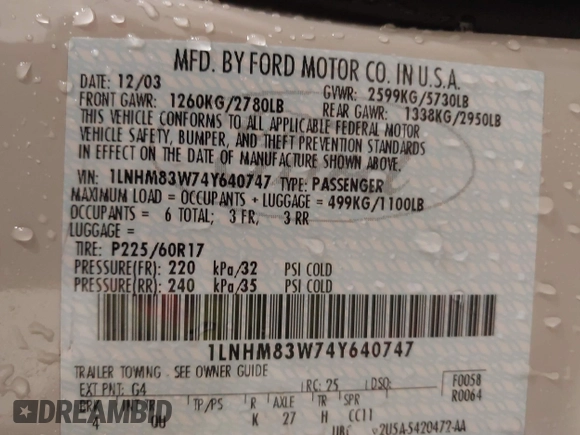 MFD. BY FORD MOTOR CO. IN U.S.A.
DATE: 12/03 GVWR: 2599KG/5730LB
FRONT GAWR: 1260KG/2780LB REAR GAWR: 1338KG/2950LB
THIS VEHICLE CONFORMS TO ALL APPLICABLE FEDERAL MOTOR
VEHICLE SAFETY, BUMPER, AND THEFT PREVENTION STANDARDS
IN EFFECT ON THE DATE OF MANUFACTURE SHOWN ABOVE.
VIN: 1LNHM83W74Y640747 TYPE: PASSENGER
MAXIMUM LOAD = OCCUPANTS + LUGGAGE = 499KG/1100LB
OCCUPANTS = 6 TOTAL; 3 FR, 3 RR
LUGGAGE =
TIRE: P225/60R17
PRESSURE(FR): 220 kPa/32 PSI COLD
PRESSURE(RR): 240 kPa/35 PSI COLD
1LNHM83W74Y640747
TRAILER TOWING - SEE OWNER GUIDE
EXT PNT: G4 RC: 25 DSO: F0058
R0064
TP/PS R AXLE TR SPR
4 K 27 H CC11
U5A-5420472-AA
DREAMBID